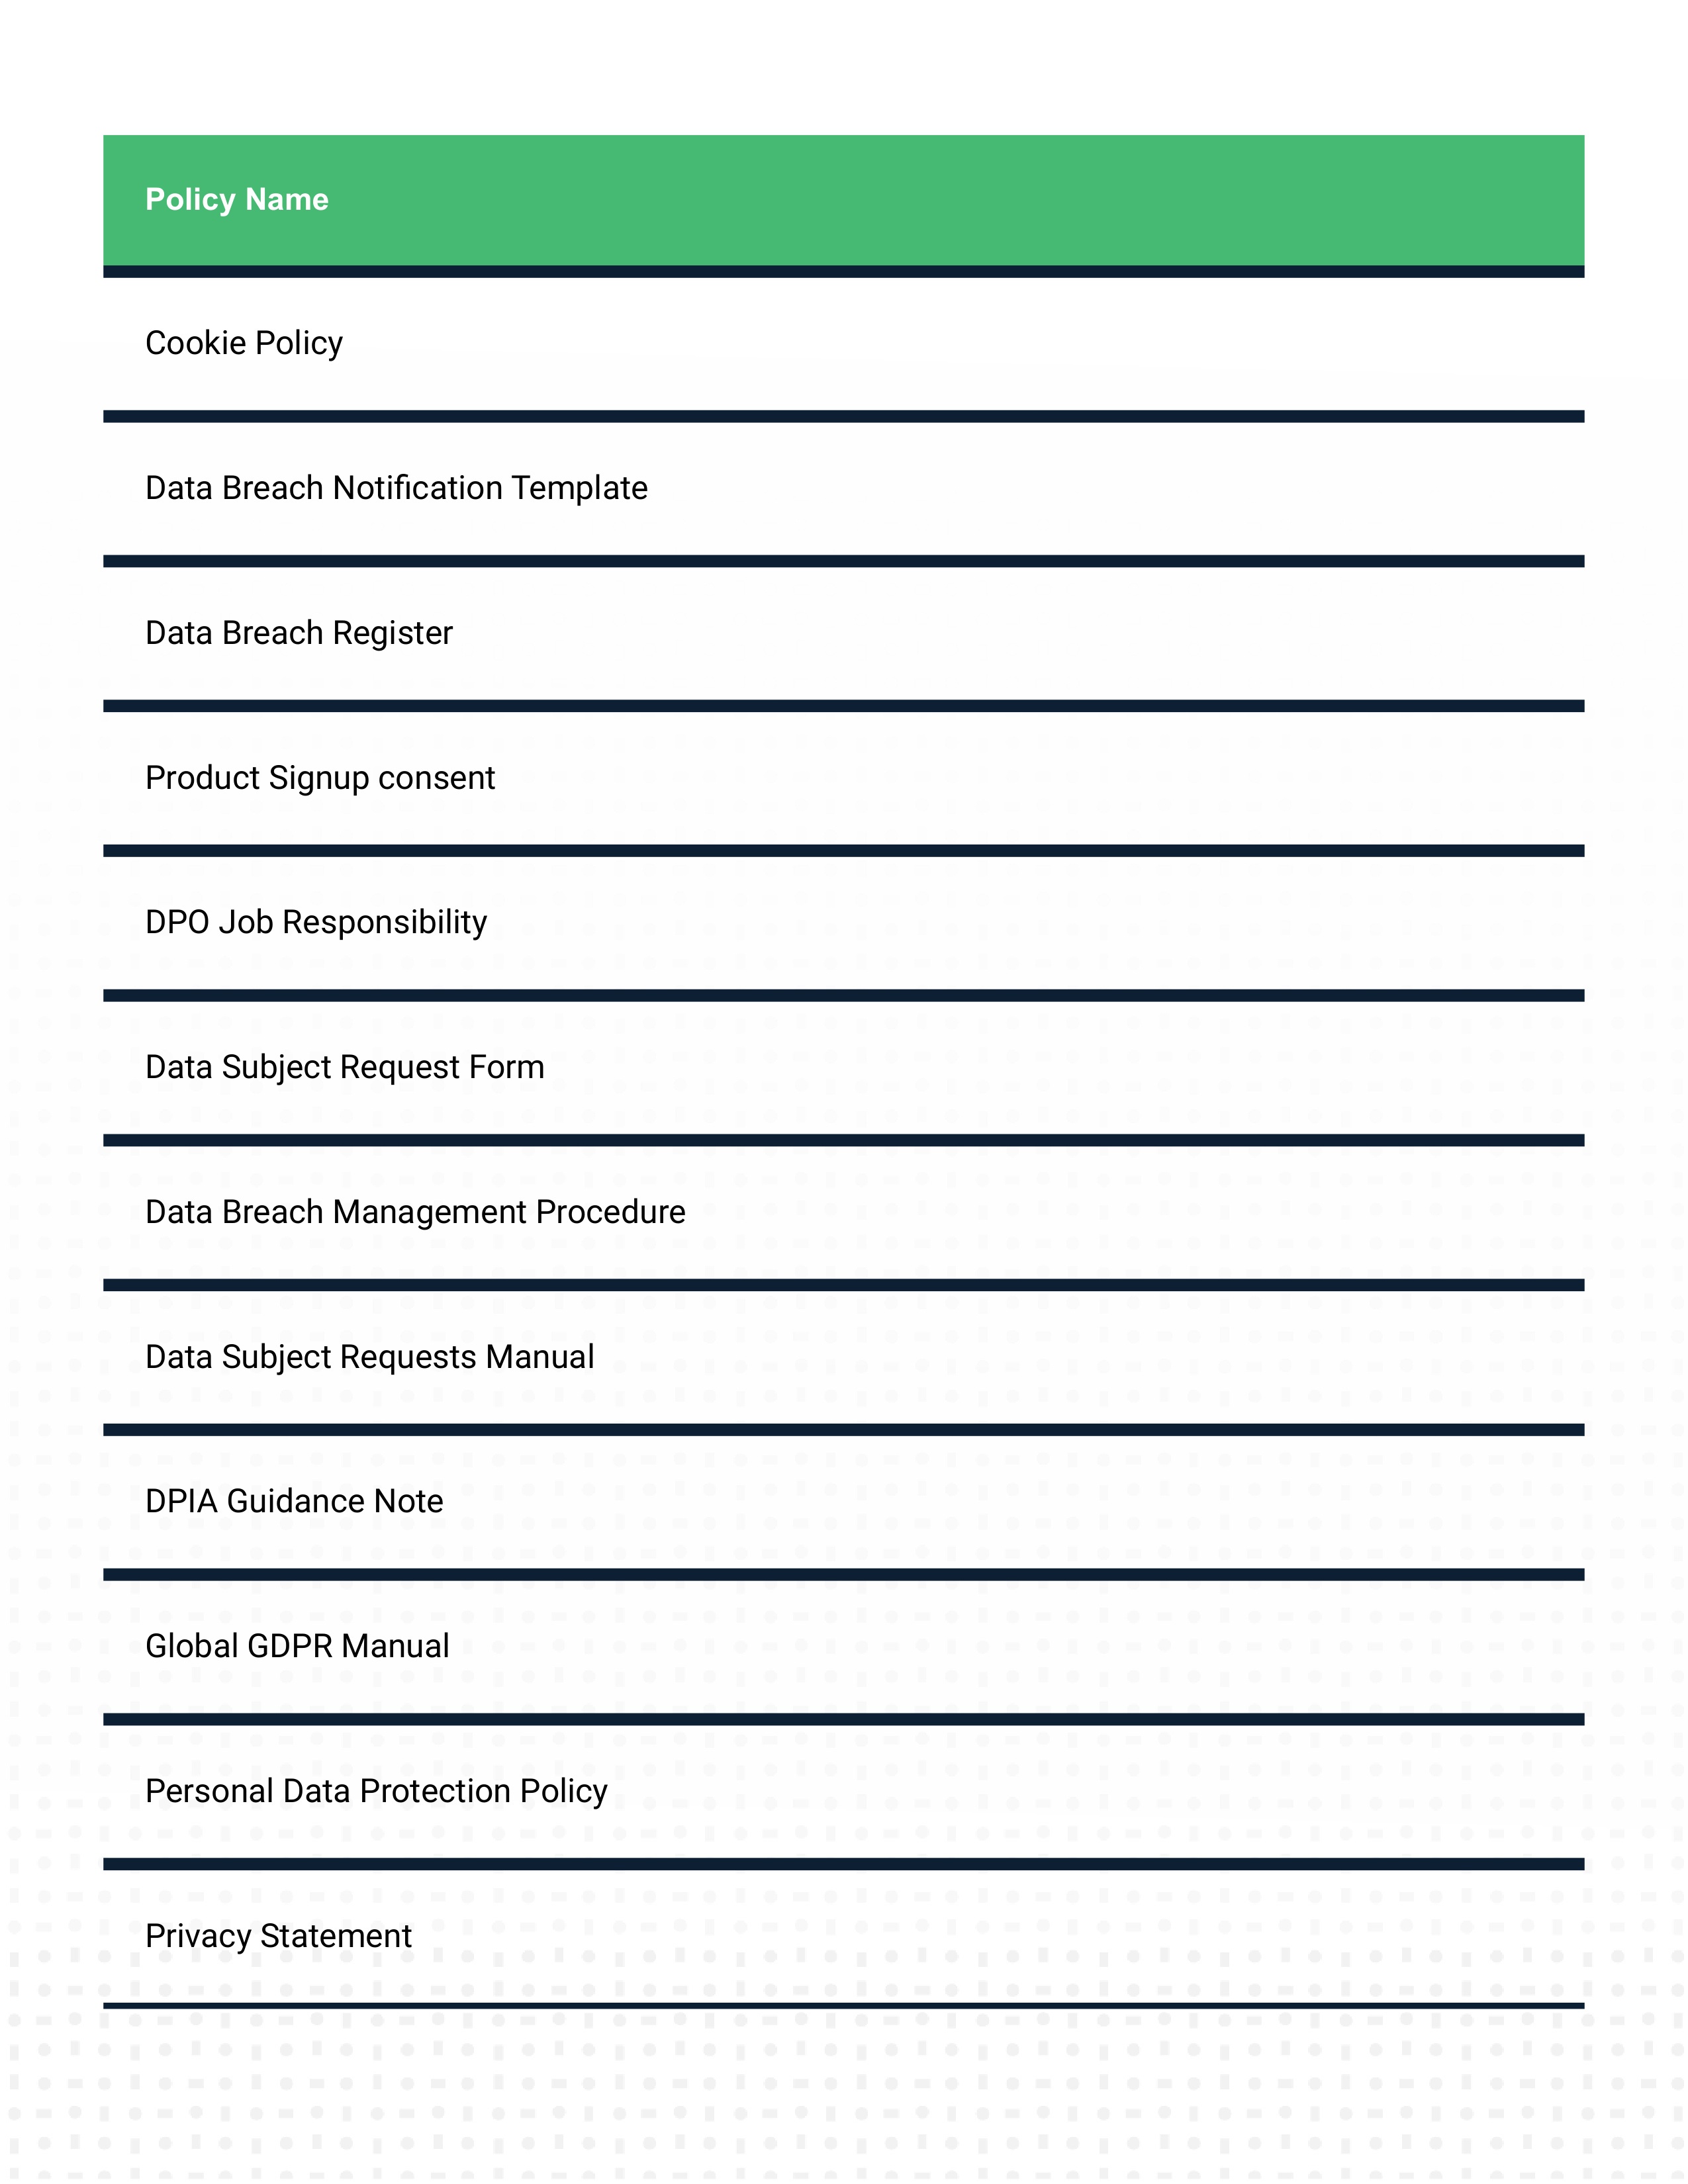 Policy Name
Cookie Policy
Data Breach Notification Template
Data Breach Register
Product Signup consent
DPO Job Responsibility
Data Subject Request Form
Data Breach Management Procedure
Data Subject Requests Manual
DPIA Guidance Note
Global GDPR Manual
Personal Data Protection Policy
Privacy Statement